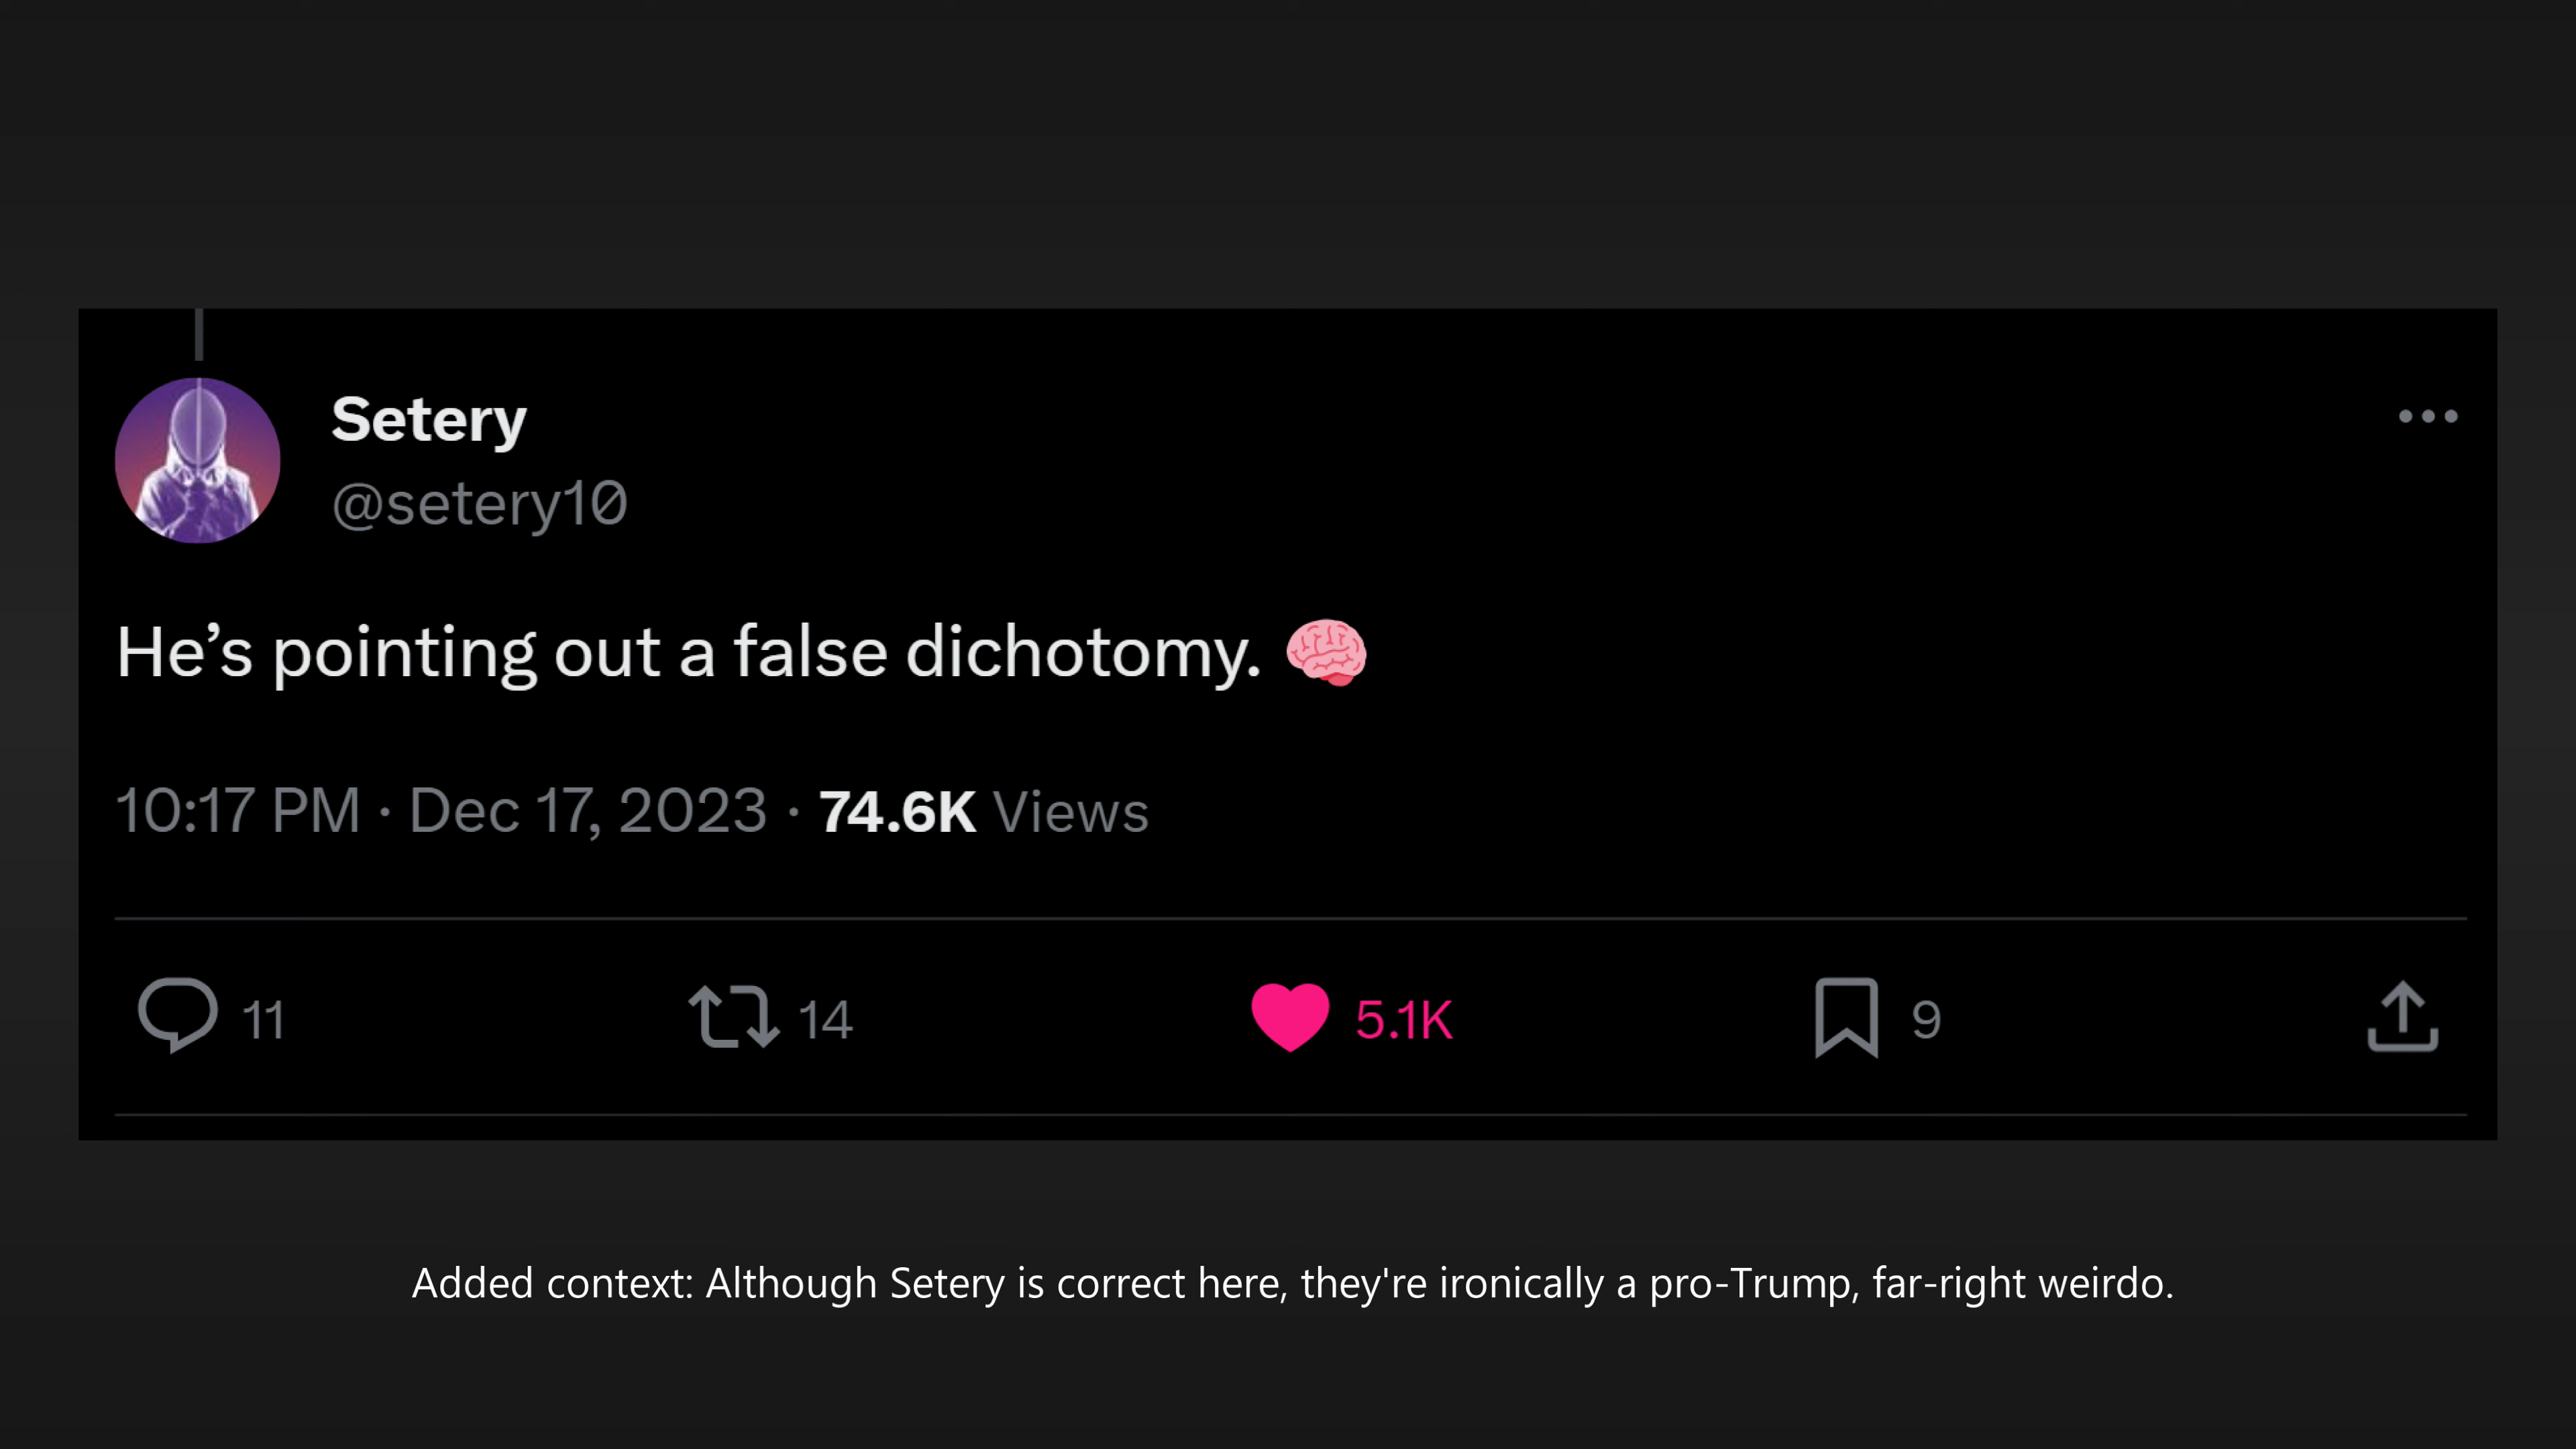 Setery
@setery10
He’s pointing out a false dichotomy. 🧠
10:17 PM · Dec 17, 2023 · 74.6K Views
11 14 5.1K 9
Added context: Although Setery is correct here, they're ironically a pro-Trump, far-right weirdo.